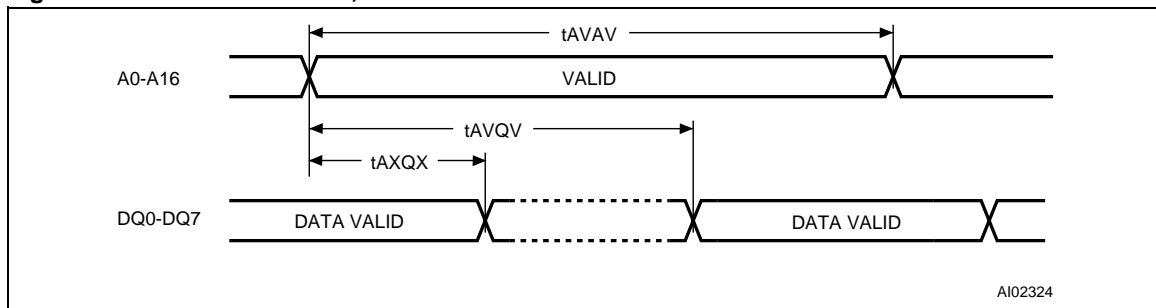 tAVAV
A0-A16 VALID
tAVQV
tAXQX
DQ0-DQ7 DATA VALID DATA VALID
AI02324